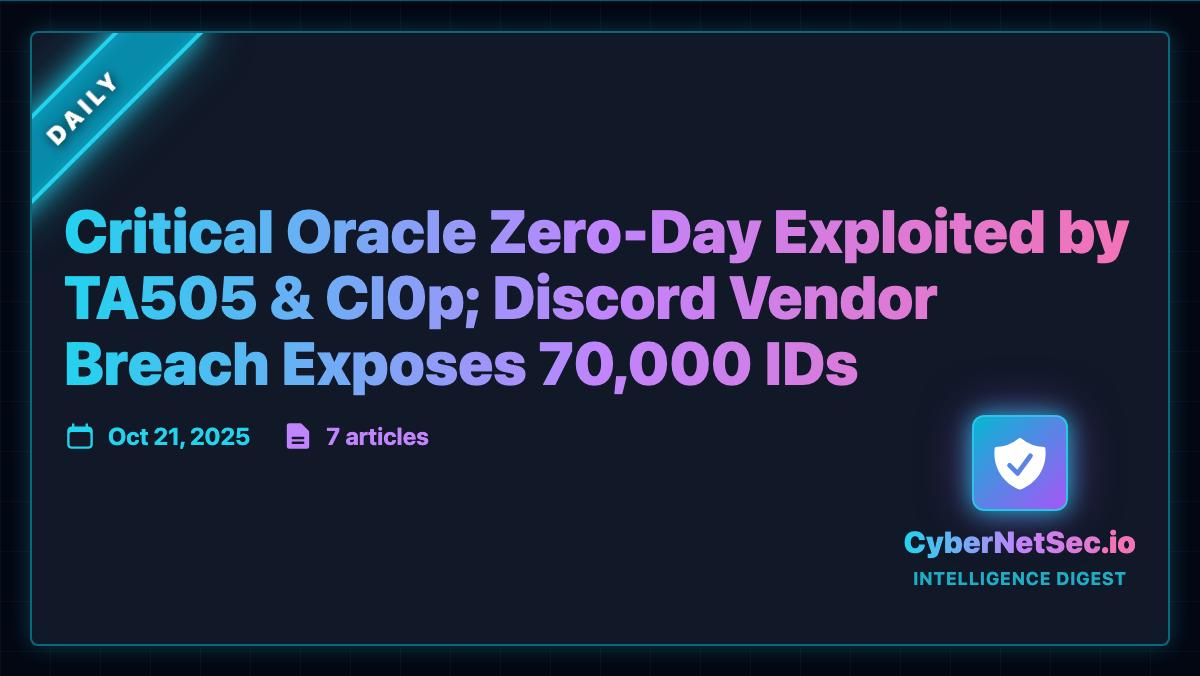 DAILY
Critical Oracle Zero-Day Exploited by
TA505 & Cl0p; Discord Vendor
Breach Exposes 70,000 IDs
Oct 21, 2025
7 articles
CyberNetSec.io
INTELLIGENCE DIGEST